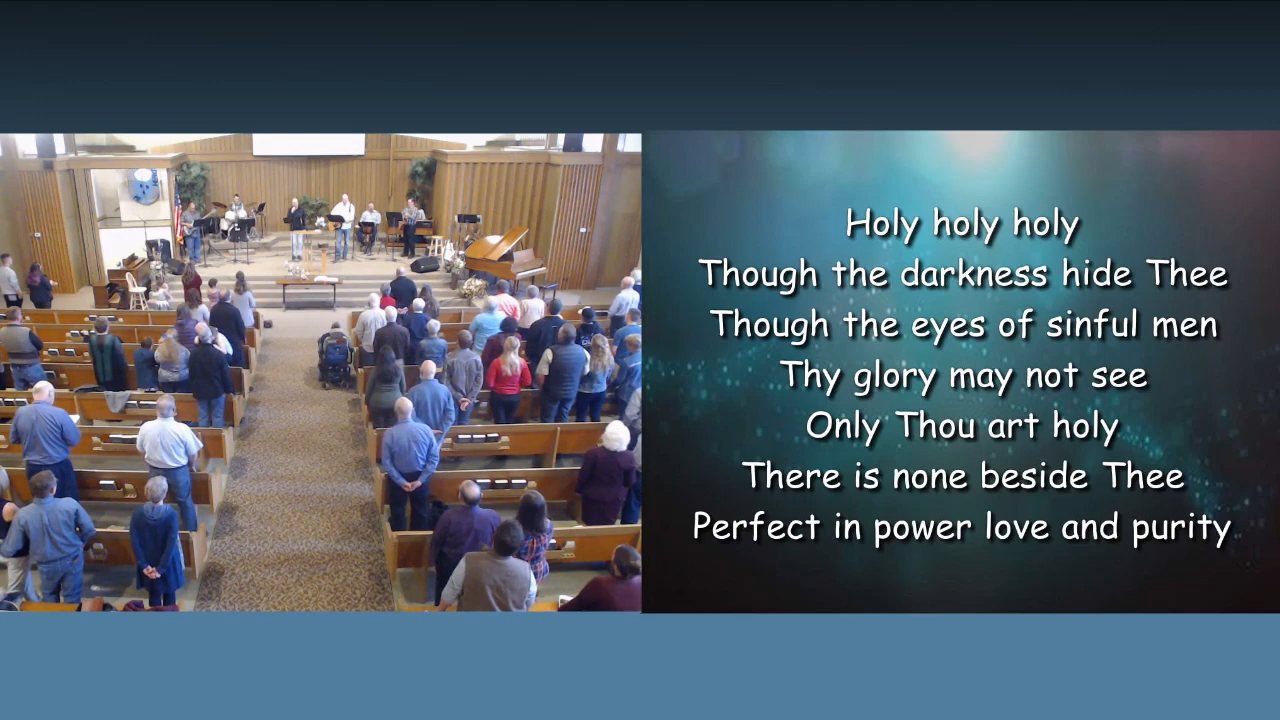 Holy holy holy
Though the darkness hide Thee
Though the eyes of sinful men
Thy glory may not see
Only Thou art holy
There is none beside Thee
Perfect in power love and purity